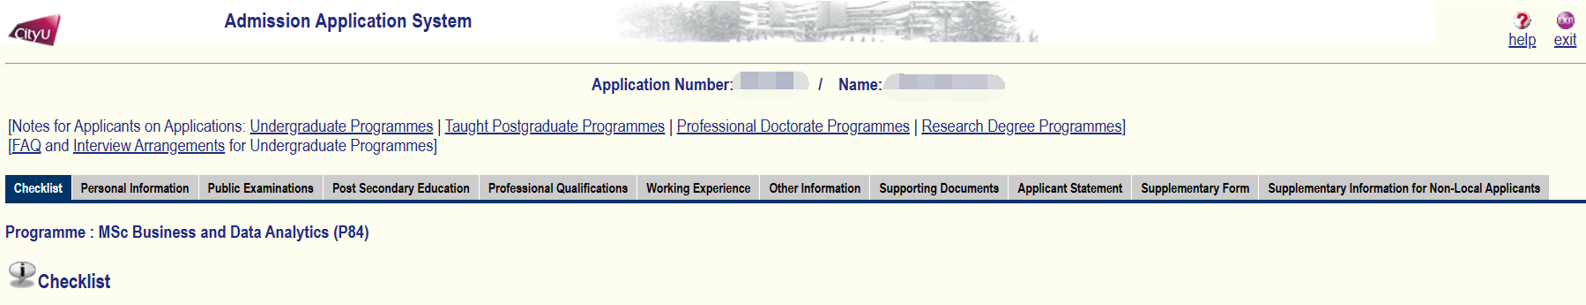 CityU
Admission Application System
help exit
Application Number: / Name:
[Notes for Applicants on Applications: Undergraduate Programmes | Taught Postgraduate Programmes | Professional Doctorate Programmes | Research Degree Programmes]
[FAQ and Interview Arrangements for Undergraduate Programmes]
Checklist Personal Information Public Examinations Post Secondary Education Professional Qualifications Working Experience Other Information Supporting Documents Applicant Statement Supplementary Form Supplementary Information for Non-Local Applicants
Programme : MSc Business and Data Analytics (P84)
Checklist